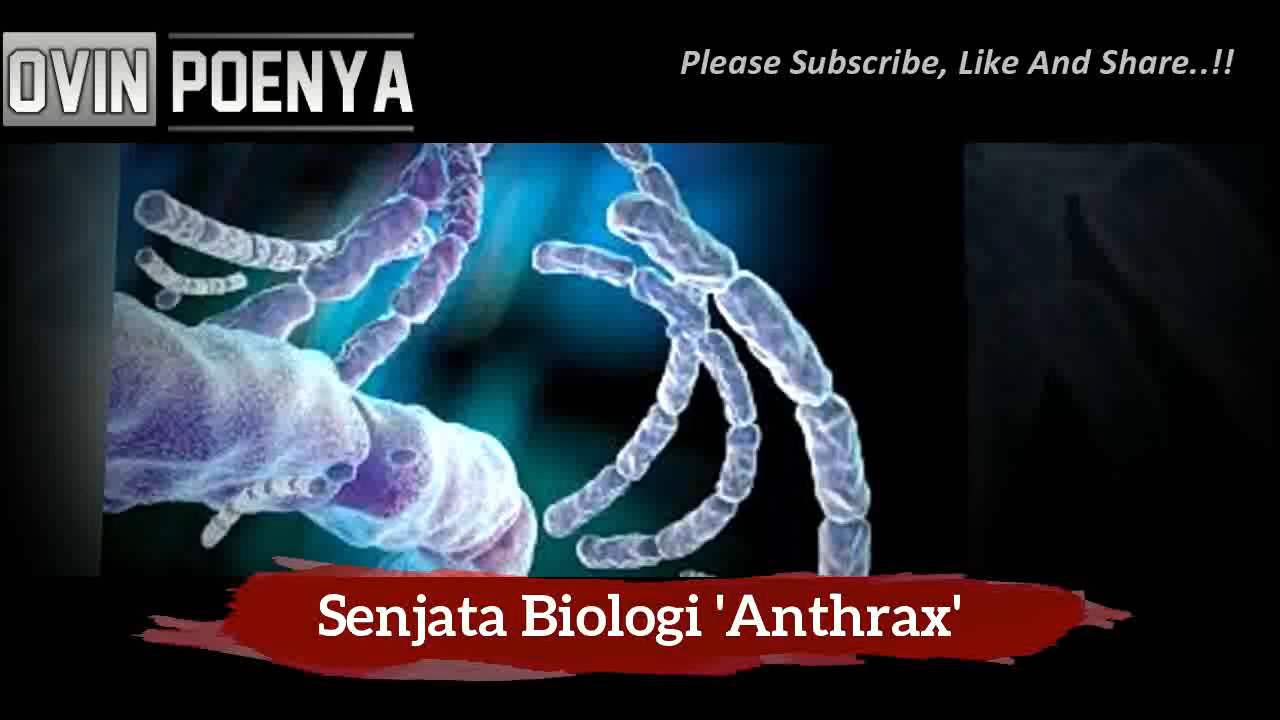 OVIN POENYA
Please Subscribe, Like And Share..!!
Senjata Biologi 'Anthrax'